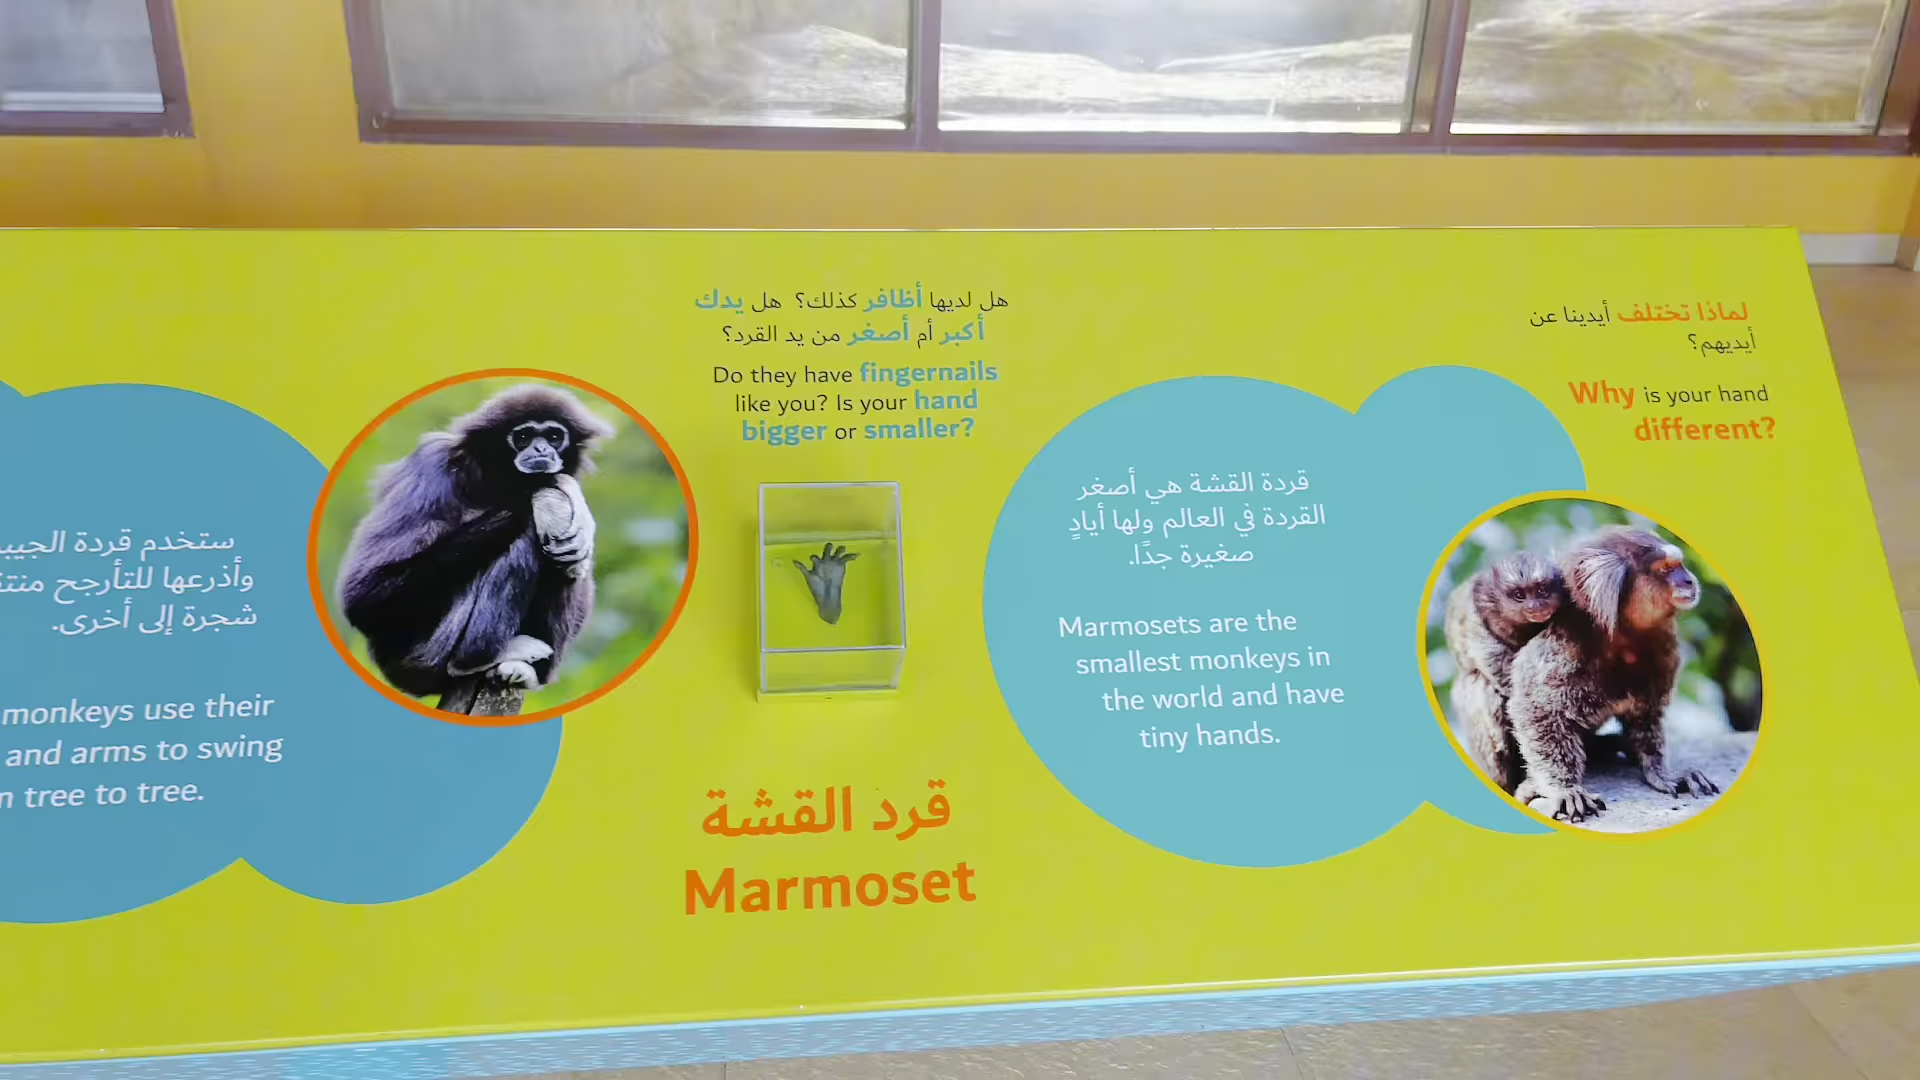 ستخدم قردة
وأذرعها للتأرجح
شجرة إلى أخرى.
monkeys use their
and arms to swing
tree to tree.
هل لديها أظافر كذلك؟ هل يدك
أكبر أم أصغر من يد القرد؟
Do they have fingernails
like you? Is your hand
bigger or smaller?
قرد القشة
Marmoset
قردة القشة هي أصغر
القردة في العالم ولها أيادٍ
صغيرة جدًا.
Marmosets are the
smallest monkeys in
the world and have
tiny hands.
لماذا تختلف أيدينا عن
أيديهم؟
Why is your hand
different?